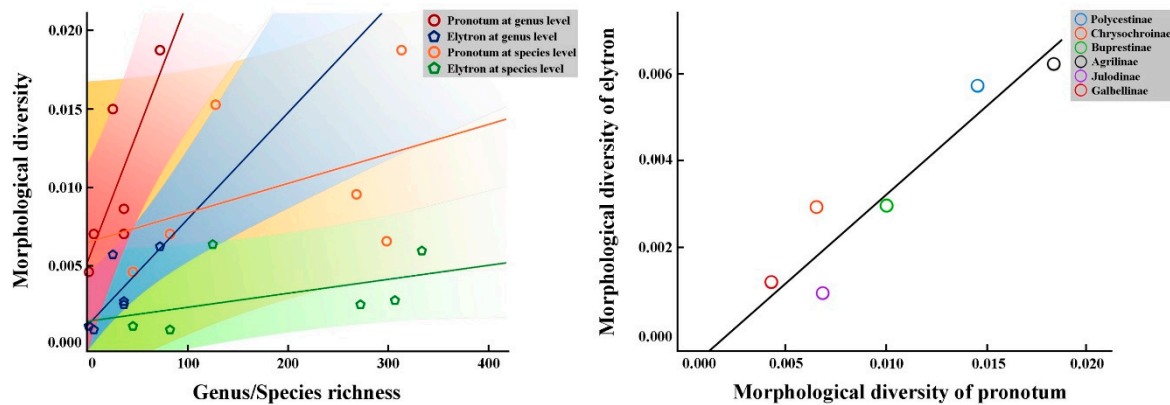 Morphological diversity
0.020
0.015
0.010
0.005
0.000
0
100
200
300
400
Genus/Species richness
Pronotum at genus level
Elytron at genus level
Pronotum at species level
Elytron at species level
Morphological diversity of elytron
0.006
0.004
0.002
0.000
0.005
0.010
0.015
0.020
Morphological diversity of pronotum
Polycestinae
Chrysochroinae
Buprestinae
Agrilinae
Julodinae
Galbellinae